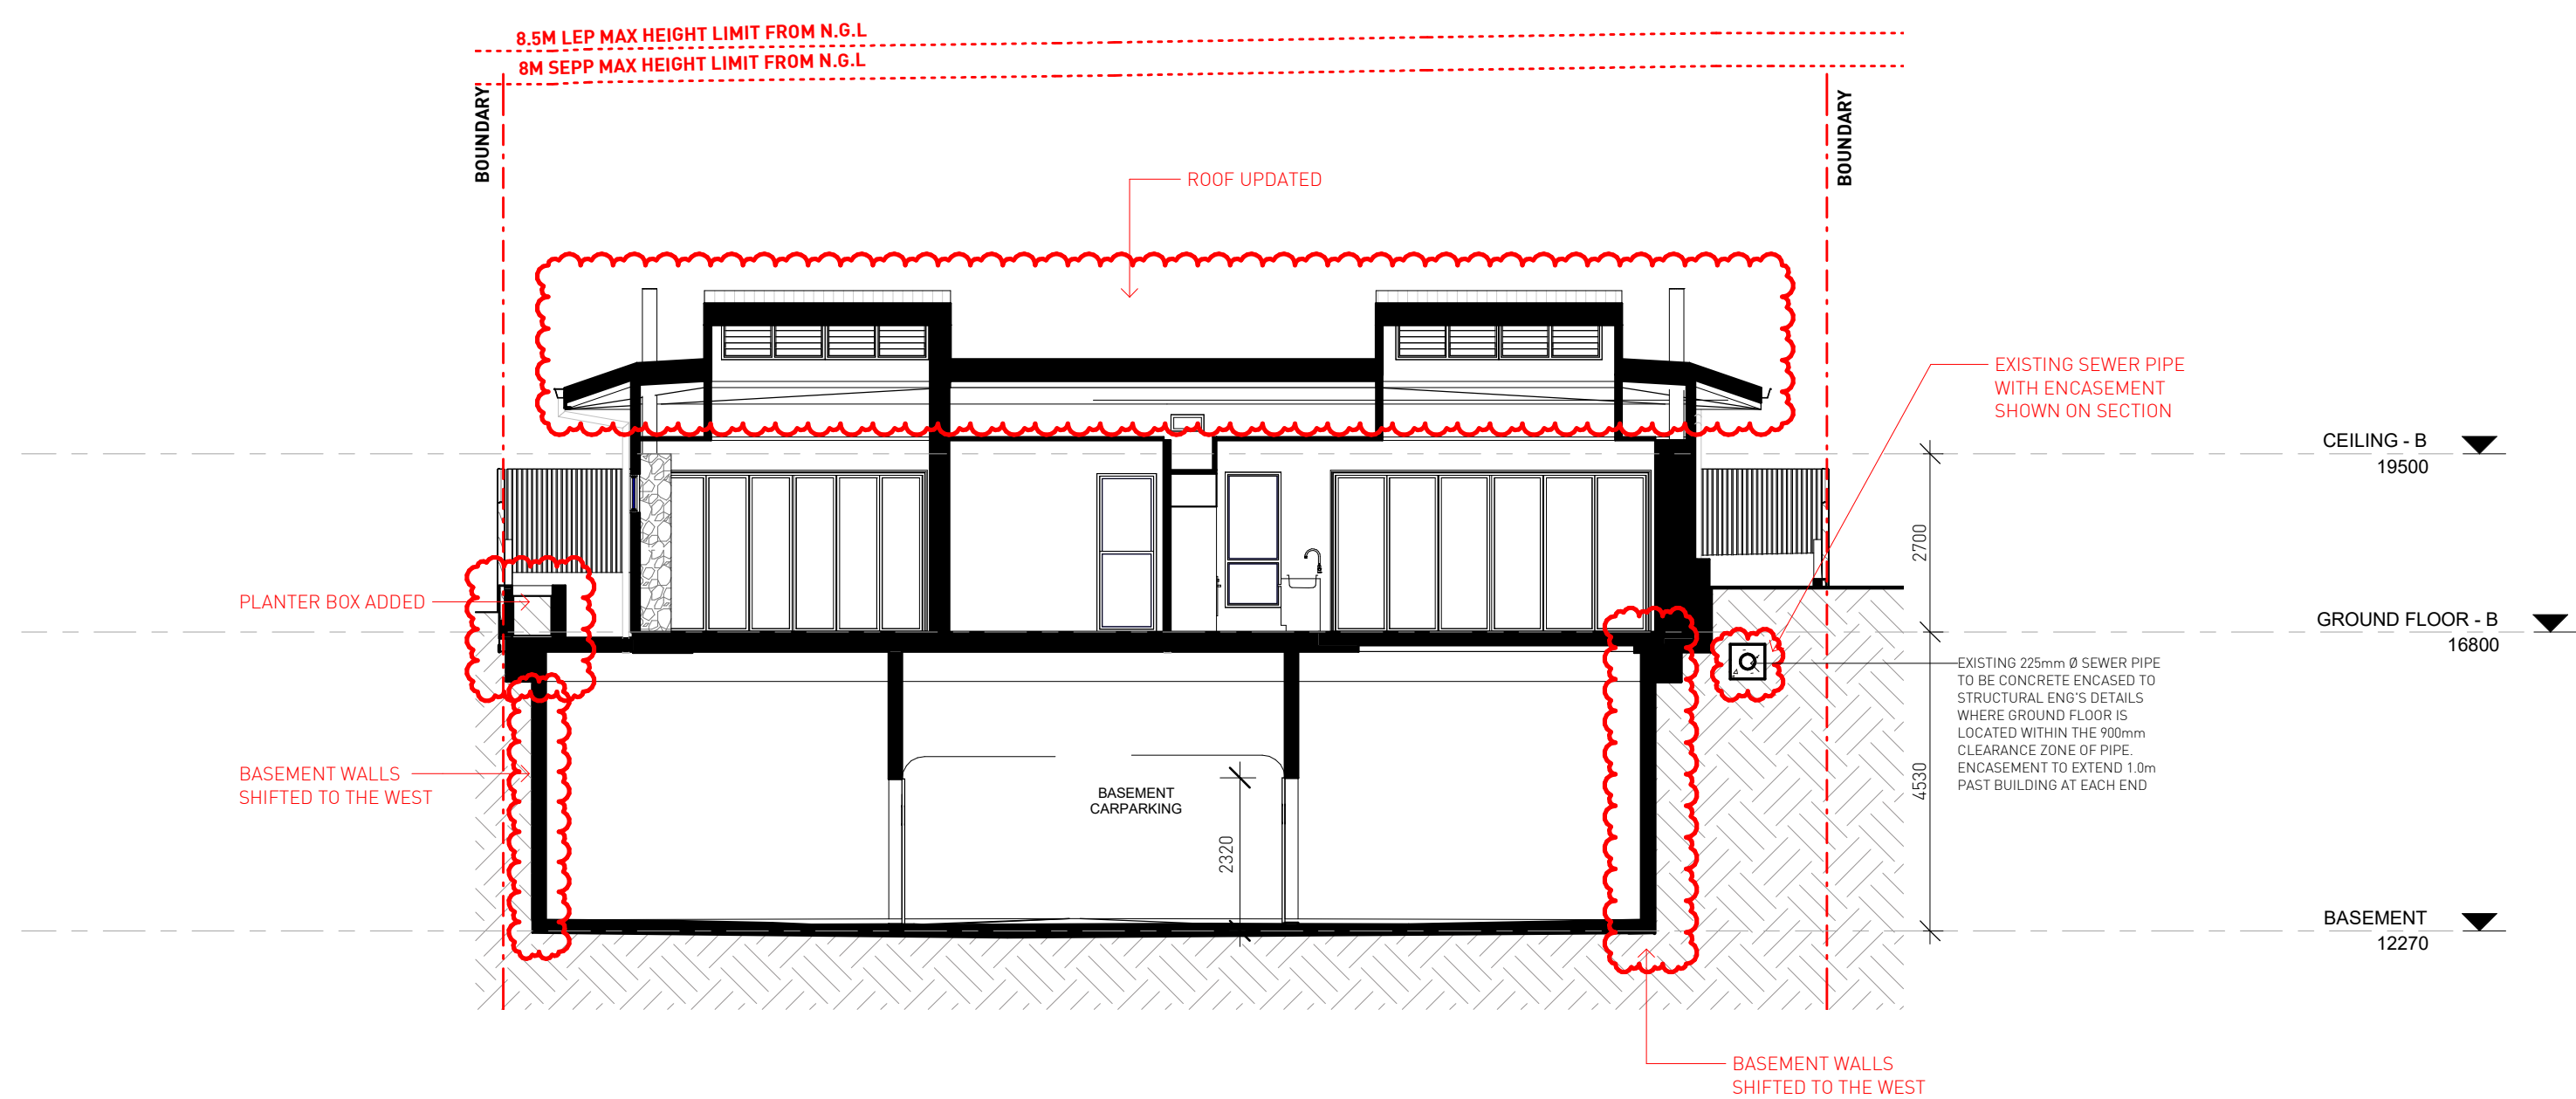 8.5M LEP MAX HEIGHT LIMIT FROM N.G.L
8M SEPP MAX HEIGHT LIMIT FROM N.G.L
BOUNDARY
BOUNDARY
ROOF UPDATED
EXISTING SEWER PIPE
WITH ENCASEMENT
SHOWN ON SECTION
CEILING - B
19500
2700
PLANTER BOX ADDED
GROUND FLOOR - B
16800
EXISTING 225mm Ø SEWER PIPE
TO BE CONCRETE ENCASED TO
STRUCTURAL ENG'S DETAILS
WHERE GROUND FLOOR IS
LOCATED WITHIN THE 900mm
CLEARANCE ZONE OF PIPE.
ENCASEMENT TO EXTEND 1.0m
PAST BUILDING AT EACH END
4530
BASEMENT WALLS
SHIFTED TO THE WEST
BASEMENT
CARPARKING
2320
BASEMENT
12270
BASEMENT WALLS
SHIFTED TO THE WEST